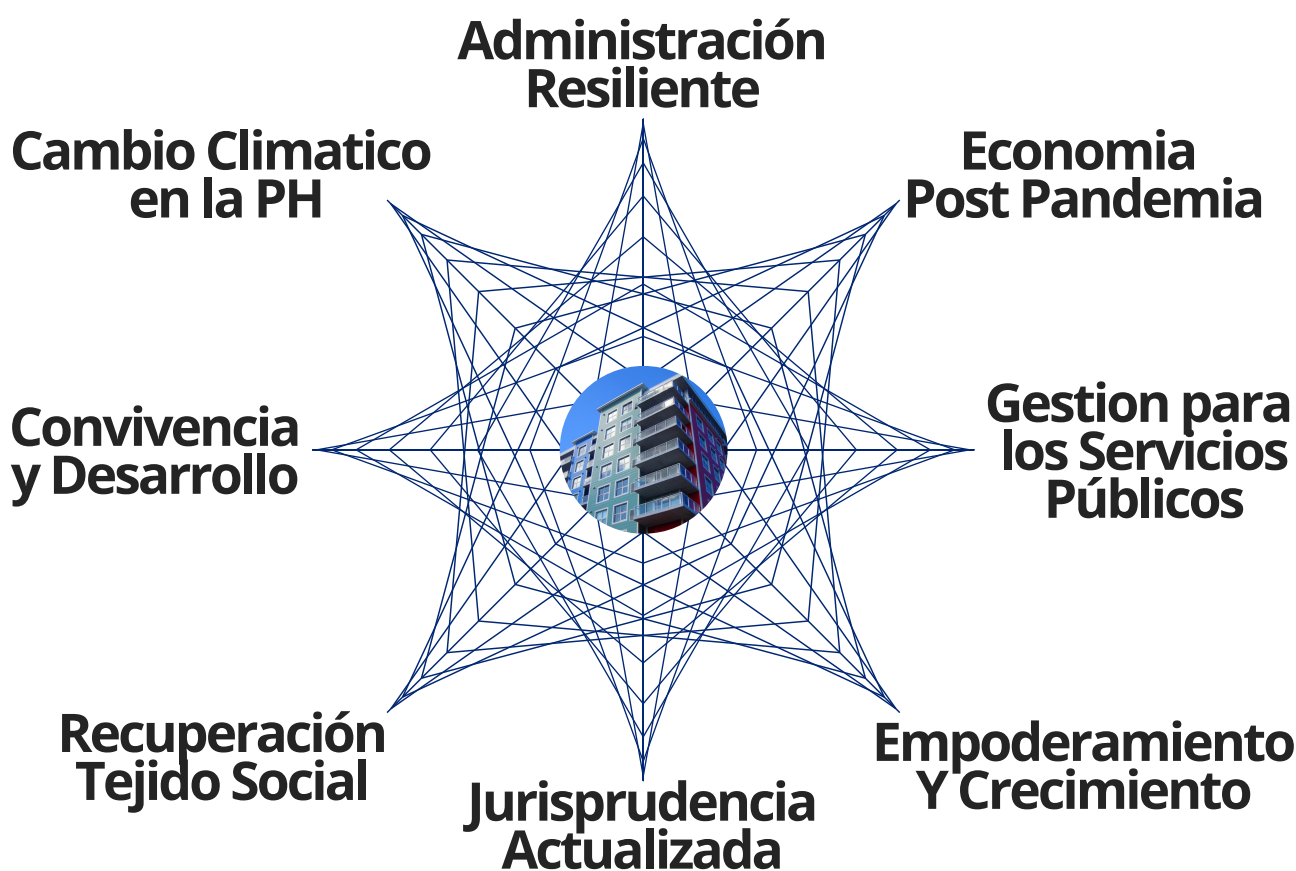 Administración
Resiliente
Cambio Climatico
en la PH
Economia
Post Pandemia
Convivencia
y Desarrollo
Gestion para
los Servicios
Públicos
Recuperación
Tejido Social
Jurisprudencia
Actualizada
Empoderamiento
Y Crecimiento